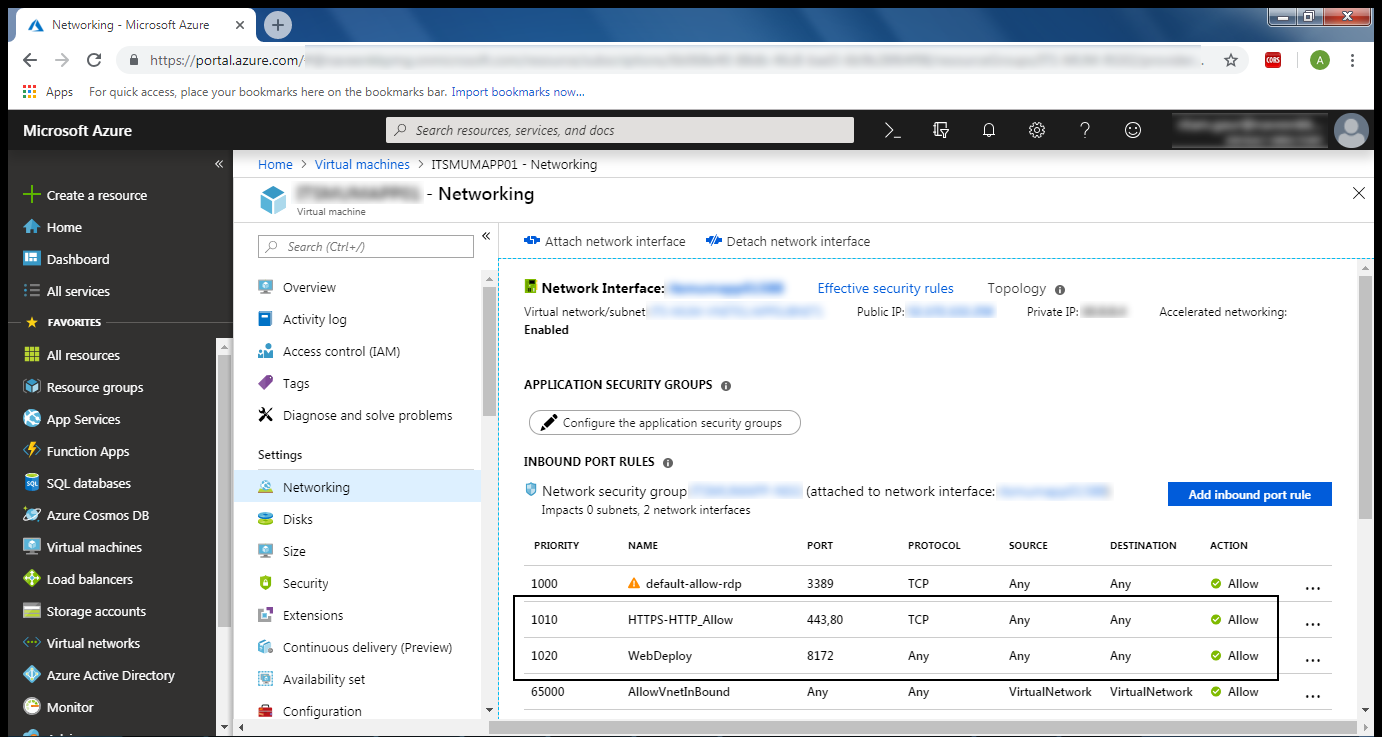 Networking - Microsoft Azure
https://portal.azure.com/
CORS
A
Apps For quick access, place your bookmarks here on the bookmarks bar. Import bookmarks now...
Microsoft Azure
Search resources, services, and docs
Create a resource
Home
Dashboard
All services
FAVORITES
All resources
Resource groups
App Services
Function Apps
SQL databases
Azure Cosmos DB
Virtual machines
Load balancers
Storage accounts
Virtual networks
Azure Active Directory
Monitor
Home > Virtual machines > ITSMUMAPP01 - Networking
- Networking
Virtual machine
Search (Ctrl+/)
Overview
Activity log
Access control (IAM)
Tags
Diagnose and solve problems
Settings
Networking
Disks
Size
Security
Extensions
Continuous delivery (Preview)
Availability set
Configuration
Attach network interface Detach network interface
Network Interface: Effective security rules Topology
Virtual network/subnet Public IP: Private IP: Accelerated networking:
Enabled
APPLICATION SECURITY GROUPS
Configure the application security groups
INBOUND PORT RULES
Network security group (attached to network interface:
Impacts 0 subnets, 2 network interfaces
Add inbound port rule
PRIORITY NAME PORT PROTOCOL SOURCE DESTINATION ACTION
1000 default-allow-rdp 3389 TCP Any Any Allow ...
1010 HTTPS-HTTP_Allow 443,80 TCP Any Any Allow ...
1020 WebDeploy 8172 Any Any Any Allow ...
65000 AllowVnetInBound Any Any VirtualNetwork VirtualNetwork Allow ...